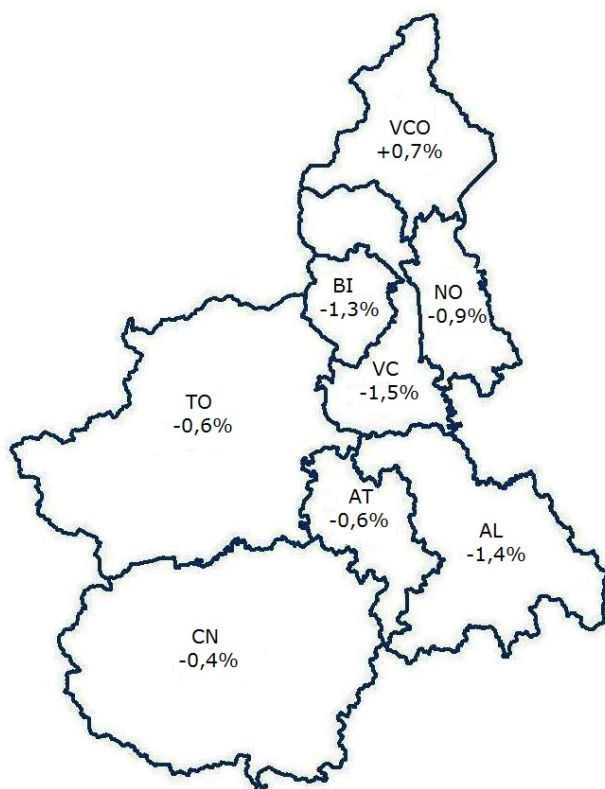 VCO
+0,7%
BI
-1,3%
NO
-0,9%
VC
-1,5%
TO
-0,6%
AT
-0,6%
AL
-1,4%
CN
-0,4%